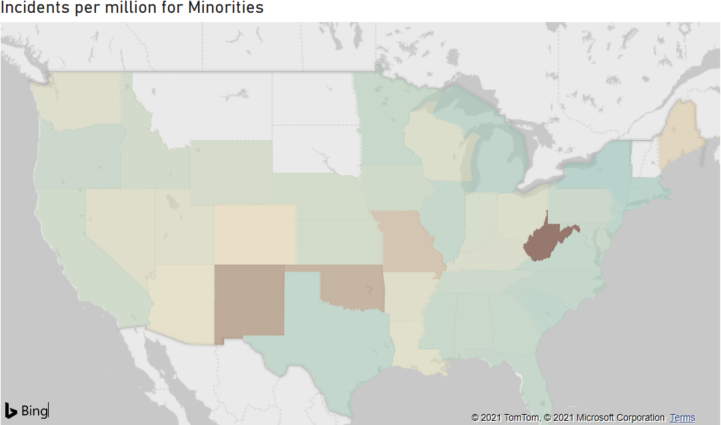 Incidents per million for Minorities
Bing
© 2021 TomTom, © 2021 Microsoft Corporation Terms